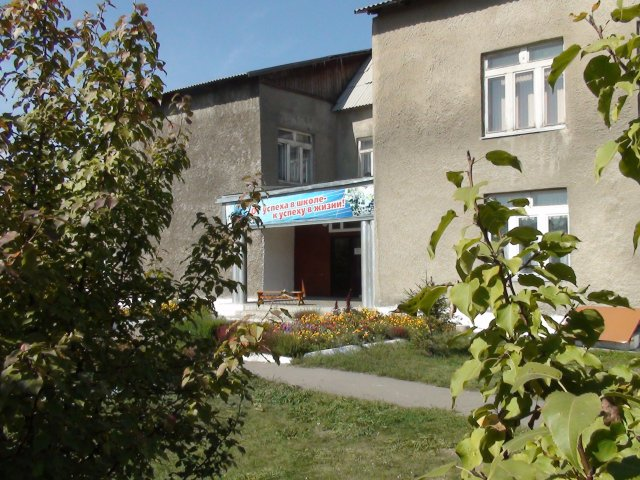 успеха в школе-
к успеху в жизни!